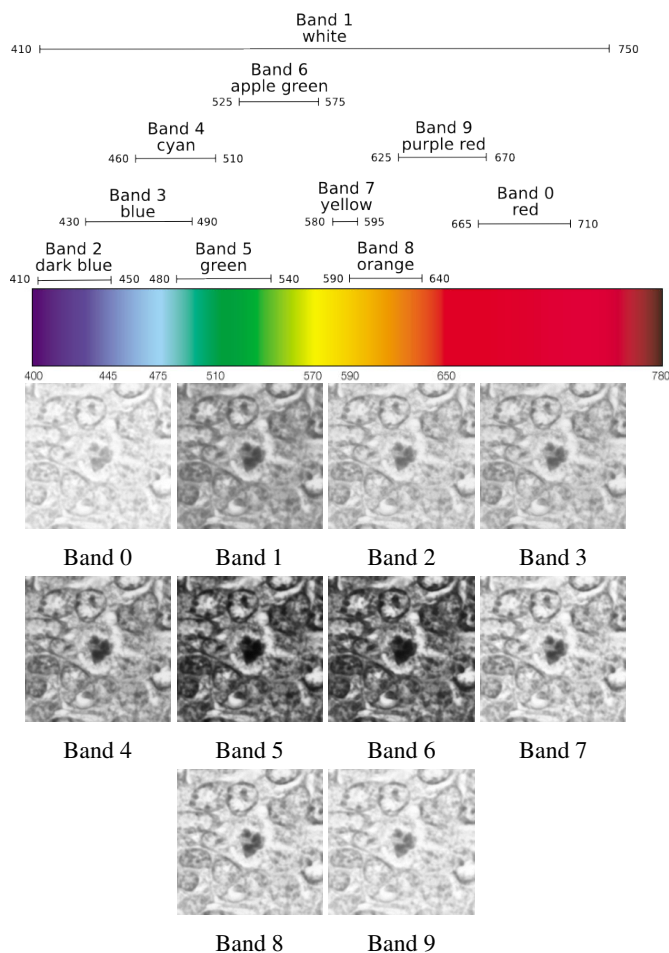 Band 1
white
410 750
Band 6
apple green
525 575
Band 4
cyan
460 510
Band 9
purple red
625 670
Band 3
blue
430 490
Band 7
yellow
580 595
Band 0
red
665 710
Band 2
dark blue
410 450
Band 5
green
480 540
Band 8
orange
590 640
400 445 475 510 570 590 650 780
Band 0 Band 1 Band 2 Band 3
Band 4 Band 5 Band 6 Band 7
Band 8 Band 9